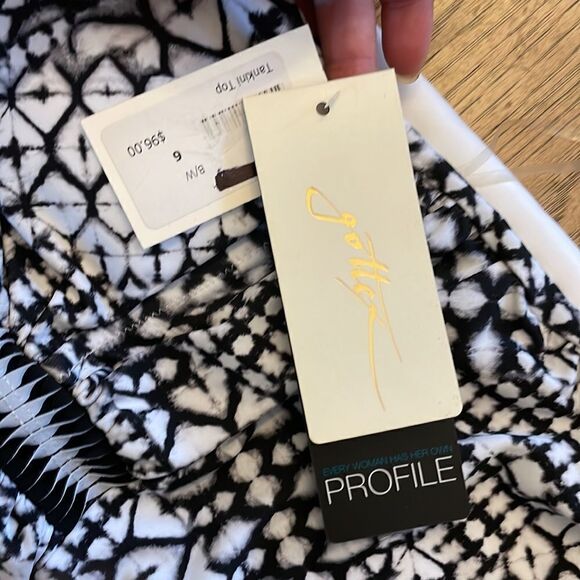 Tankini Top
$96.00
6
B/W
gottex
EVERY WOMAN HAS HER OWN
PROFILE